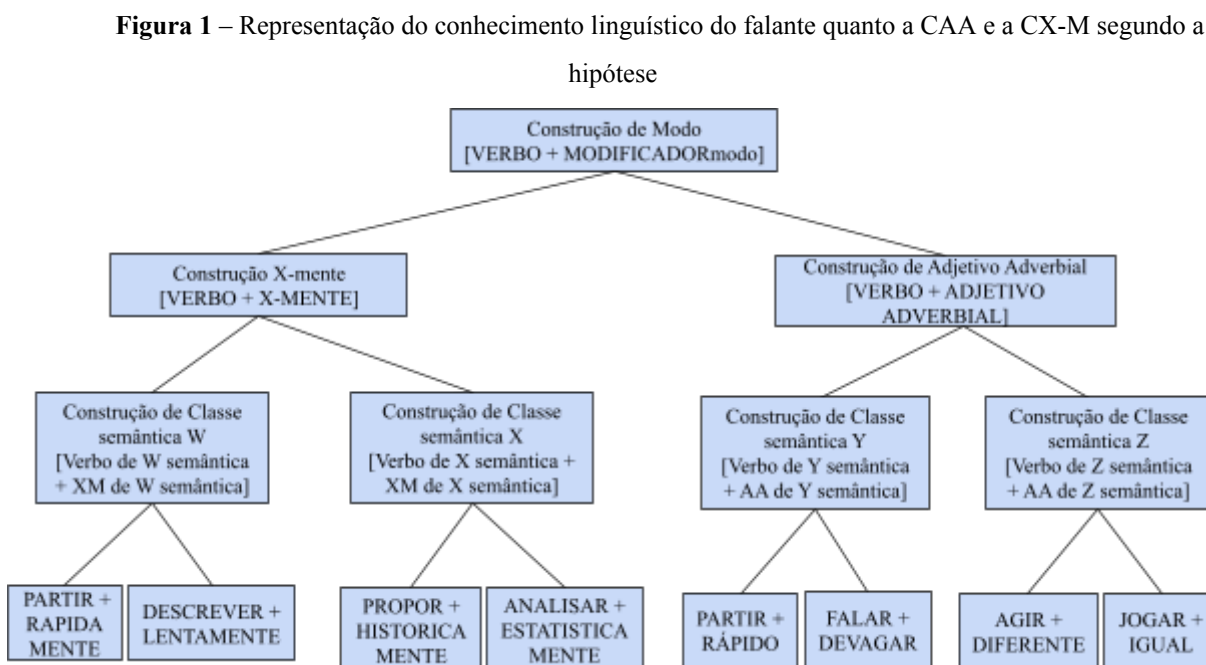 Figura 1 – Representação do conhecimento linguístico do falante quanto a CAA e a CX-M segundo a
hipótese
Construção de Modo
[VERBO + MODIFICADORmodo]
Construção X-mente
[VERBO + X-MENTE]
Construção de Adjetivo Adverbial
[VERBO + ADJETIVO
ADVERBIAL]
Construção de Classe
semântica W
[Verbo de W semântica
+ XM de W semântica]
Construção de Classe
semântica X
[Verbo de X semântica +
XM de X semântica]
Construção de Classe
semântica Y
[Verbo de Y semântica
+ AA de Y semântica]
Construção de Classe
semântica Z
[Verbo de Z semântica
+ AA de Z semântica]
PARTIR +
RAPIDA
MENTE
DESCREVER +
LENTAMENTE
PROPOR +
HISTORICA
MENTE
ANALISAR +
ESTATISTICA
MENTE
PARTIR +
RÁPIDO
FALAR +
DEVAGAR
AGIR +
DIFERENTE
JOGAR +
IGUAL